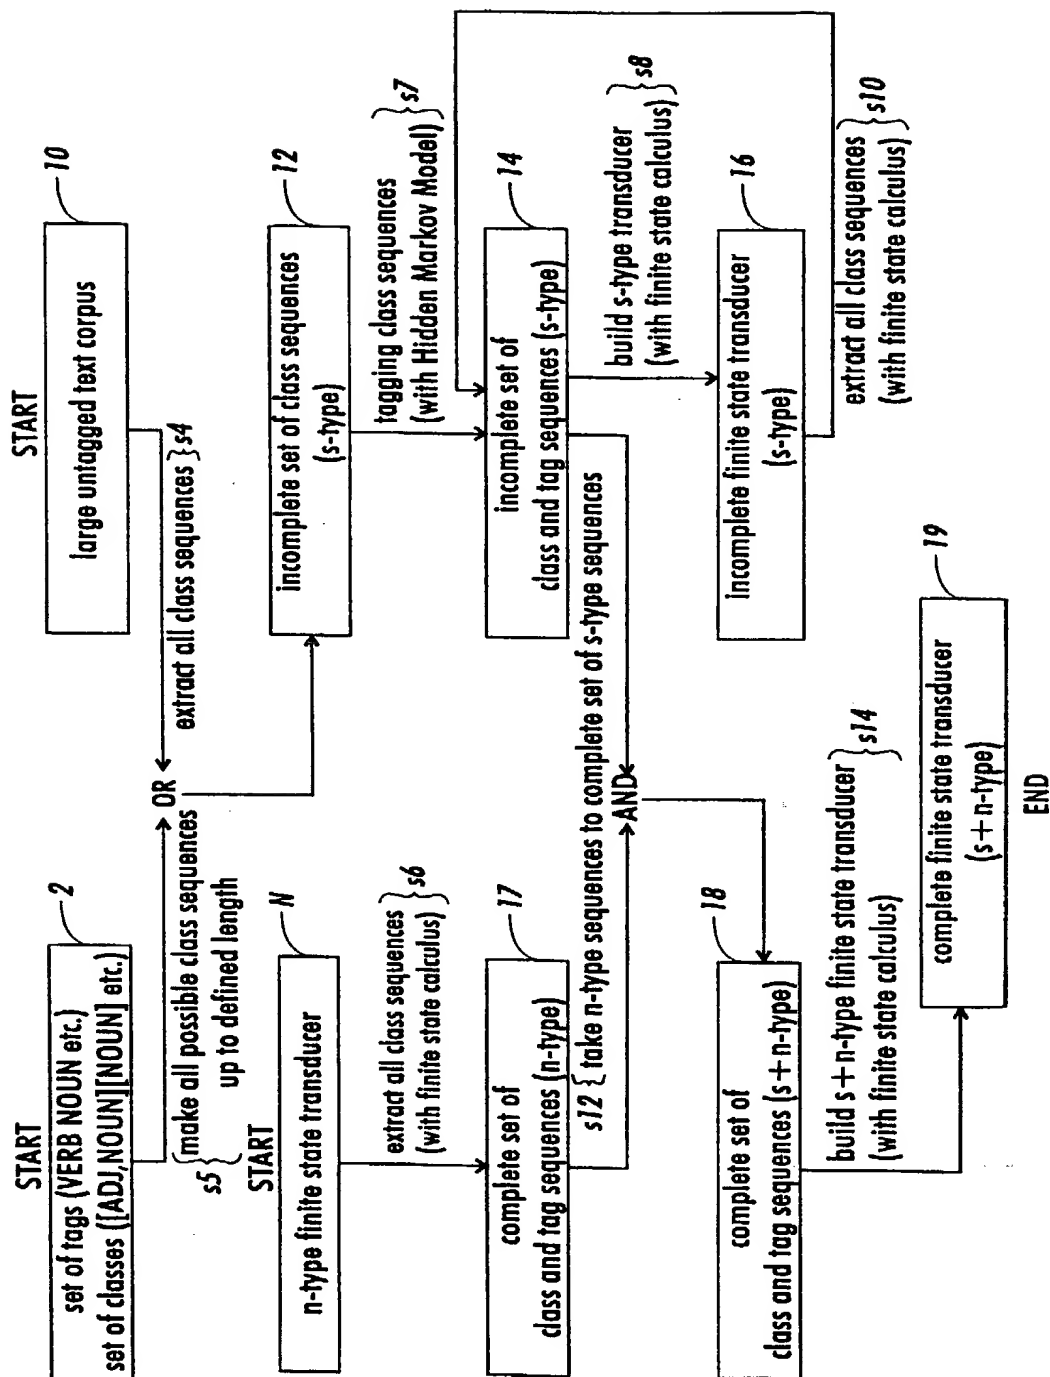 START
set of tags (VERB NOUN etc.)
set of classes ([ADJ,NOUN][NOUN] etc.)
2
make all possible class sequences
up to defined length
s5
OR
START
large untagged text corpus
10
extract all class sequences
s4
incomplete set of class sequences
(s-type)
12
tagging class sequences
(with Hidden Markov Model)
s7
START
n-type finite state transducer
N
extract all class sequences
(with finite state calculus)
s6
complete set of
class and tag sequences (n-type)
17
incomplete set of
class and tag sequences (s-type)
14
build s-type transducer
(with finite state calculus)
s8
s12
take n-type sequences to complete set of s-type sequences
AND
incomplete finite state transducer
(s-type)
16
extract all class sequences
(with finite state calculus)
s10
complete set of
class and tag sequences (s+n-type)
18
build s+n-type finite state transducer
(with finite state calculus)
s14
complete finite state transducer
(s+n-type)
19
END